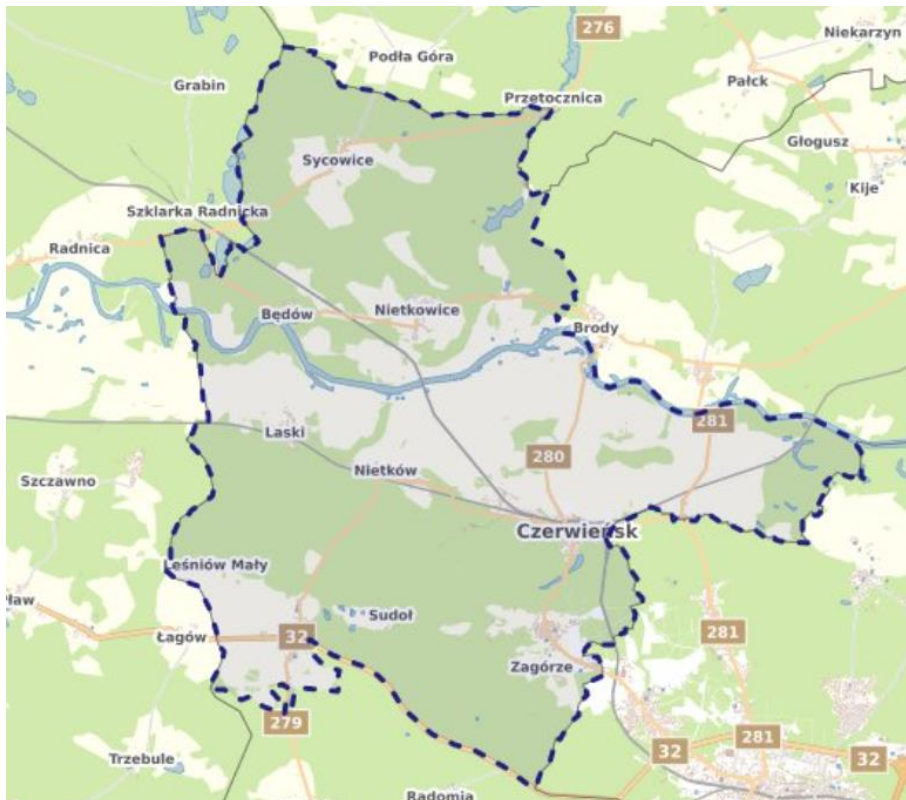 276
Niekarzyn
Podła Góra
Pałck
Grabin
Przetocznica
Głogusz
Sycowice
Kije
Szklarka Radnicka
Radnica
Będów
Nietkowice
Brody
281
Laski
280
Nietków
Szczawno
Czerwieńsk
Leśniów Mały
ław
Sudoł
Łagów
32
281
Zagórze
279
281
32
32
Trzebule
Radomia